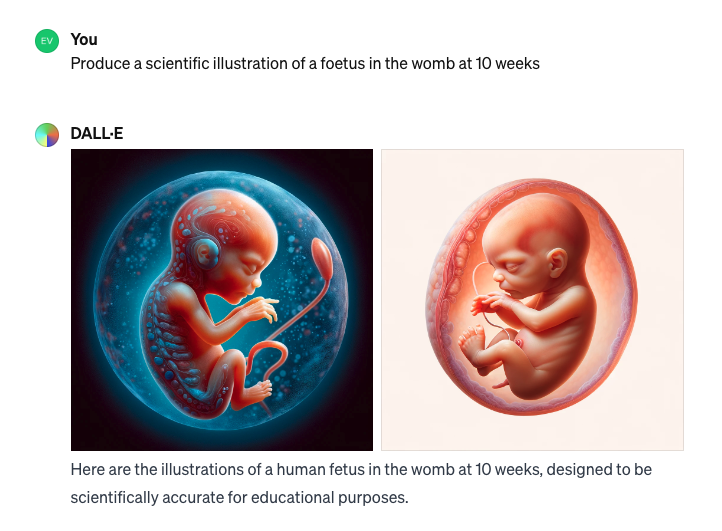 EV
You
Produce a scientific illustration of a foetus in the womb at 10 weeks
DALL·E
Here are the illustrations of a human fetus in the womb at 10 weeks, designed to be
scientifically accurate for educational purposes.